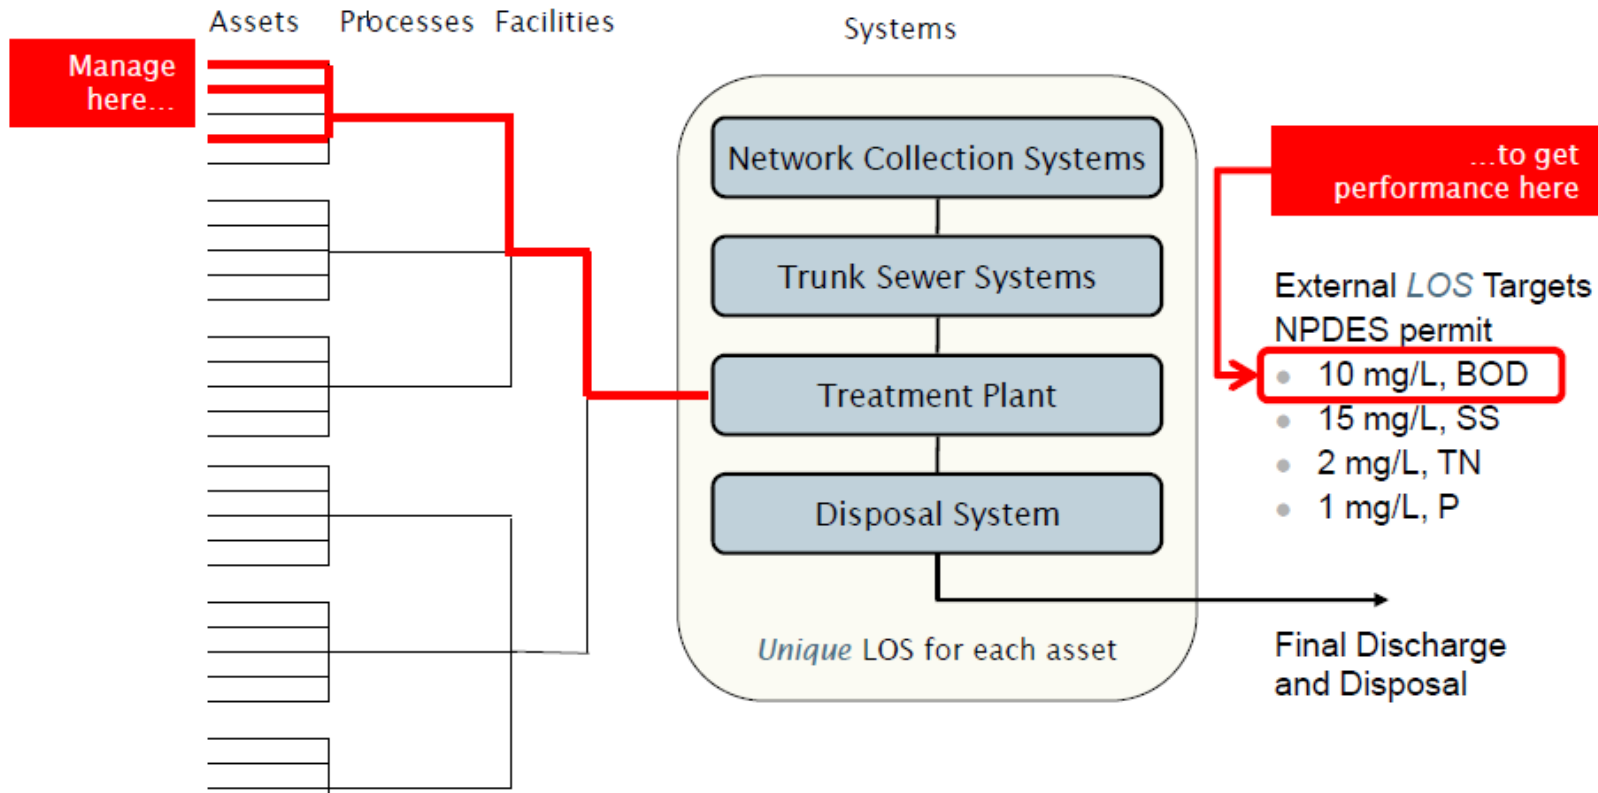 Assets Processes Facilities
Systems
Manage
here...
Network Collection Systems
Trunk Sewer Systems
Treatment Plant
Disposal System
Unique LOS for each asset
...to get
performance here
External LOS Targets
NPDES permit
● 10 mg/L, BOD
● 15 mg/L, SS
● 2 mg/L, TN
● 1 mg/L, P
Final Discharge
and Disposal